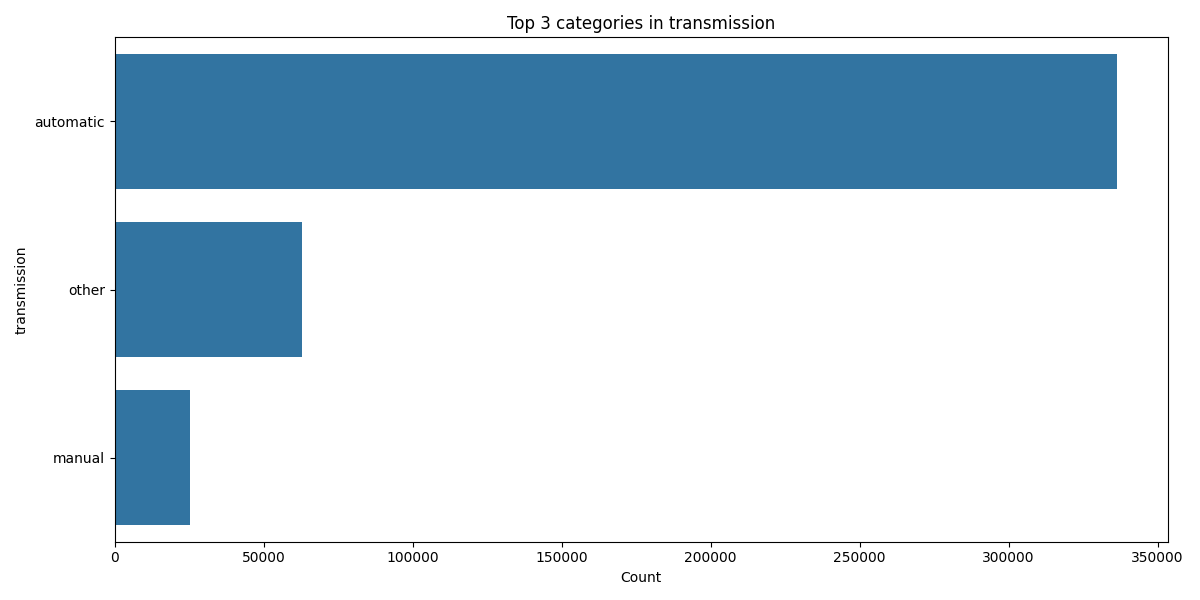 Top 3 categories in transmission
automatic
other
manual
transmission
0 50000 100000 150000 200000 250000 300000 350000
Count